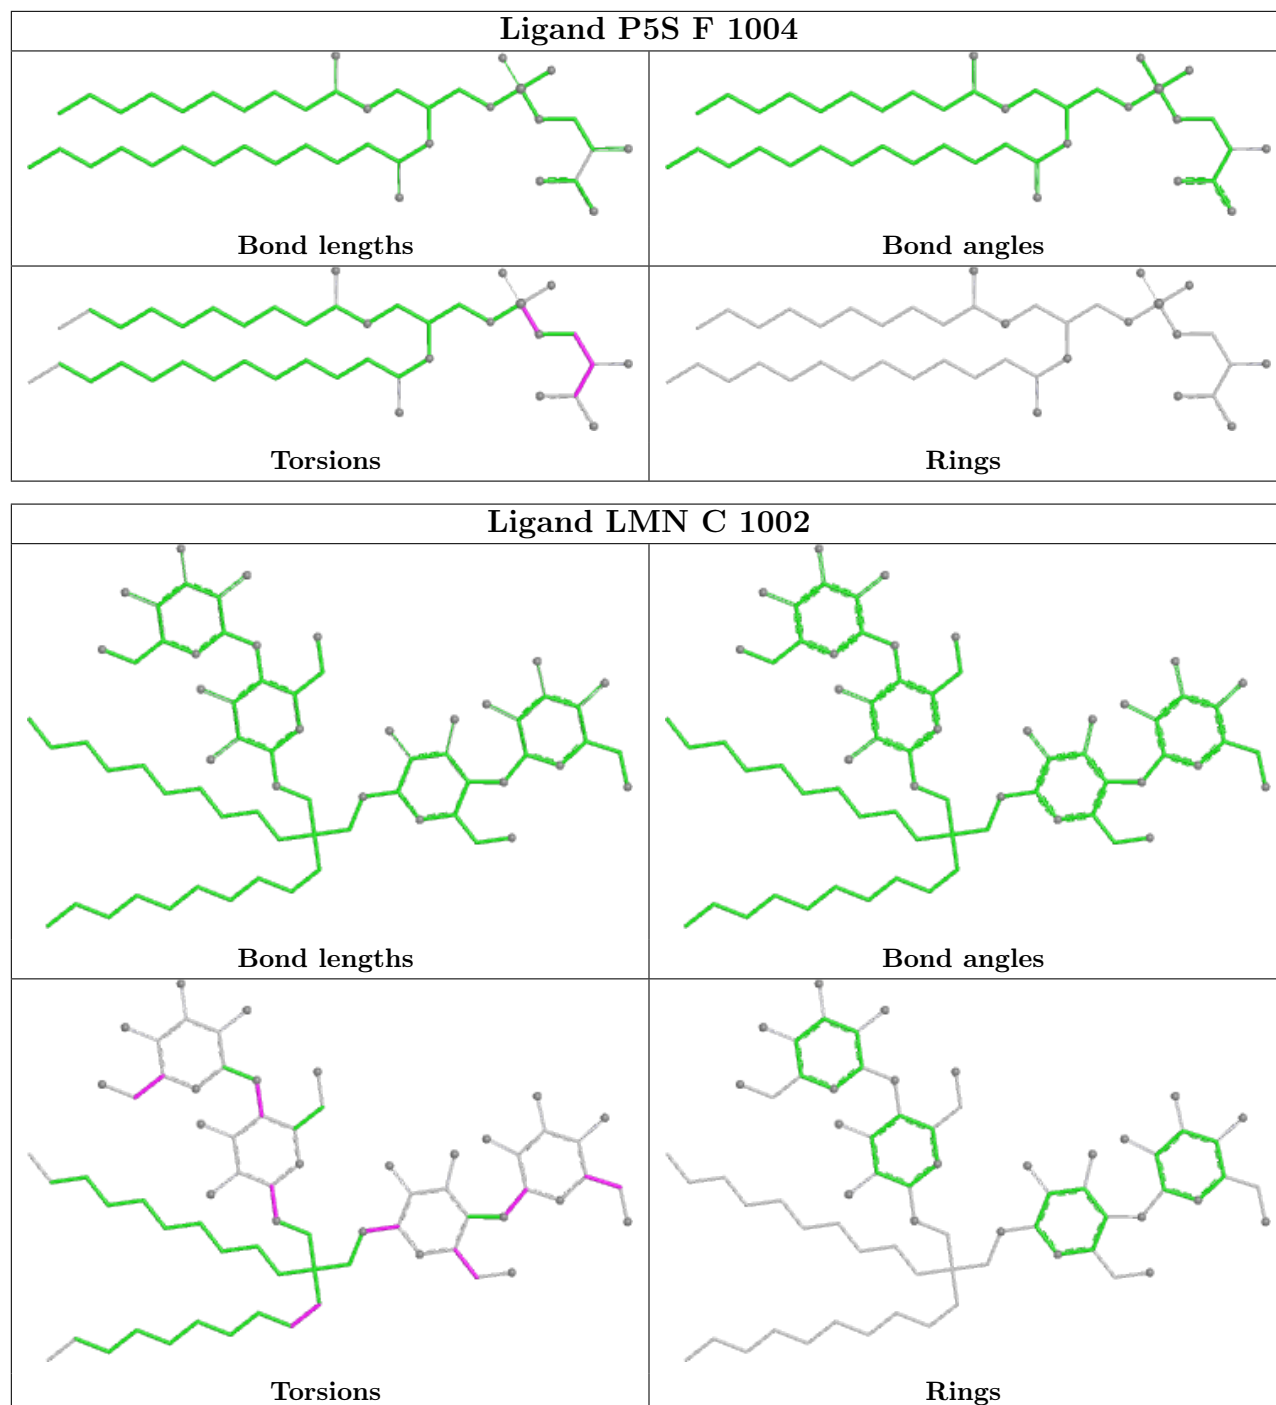 Ligand P5S F 1004
Bond lengths
Bond angles
Torsions
Rings
Ligand LMN C 1002
Bond lengths
Bond angles
Torsions
Rings